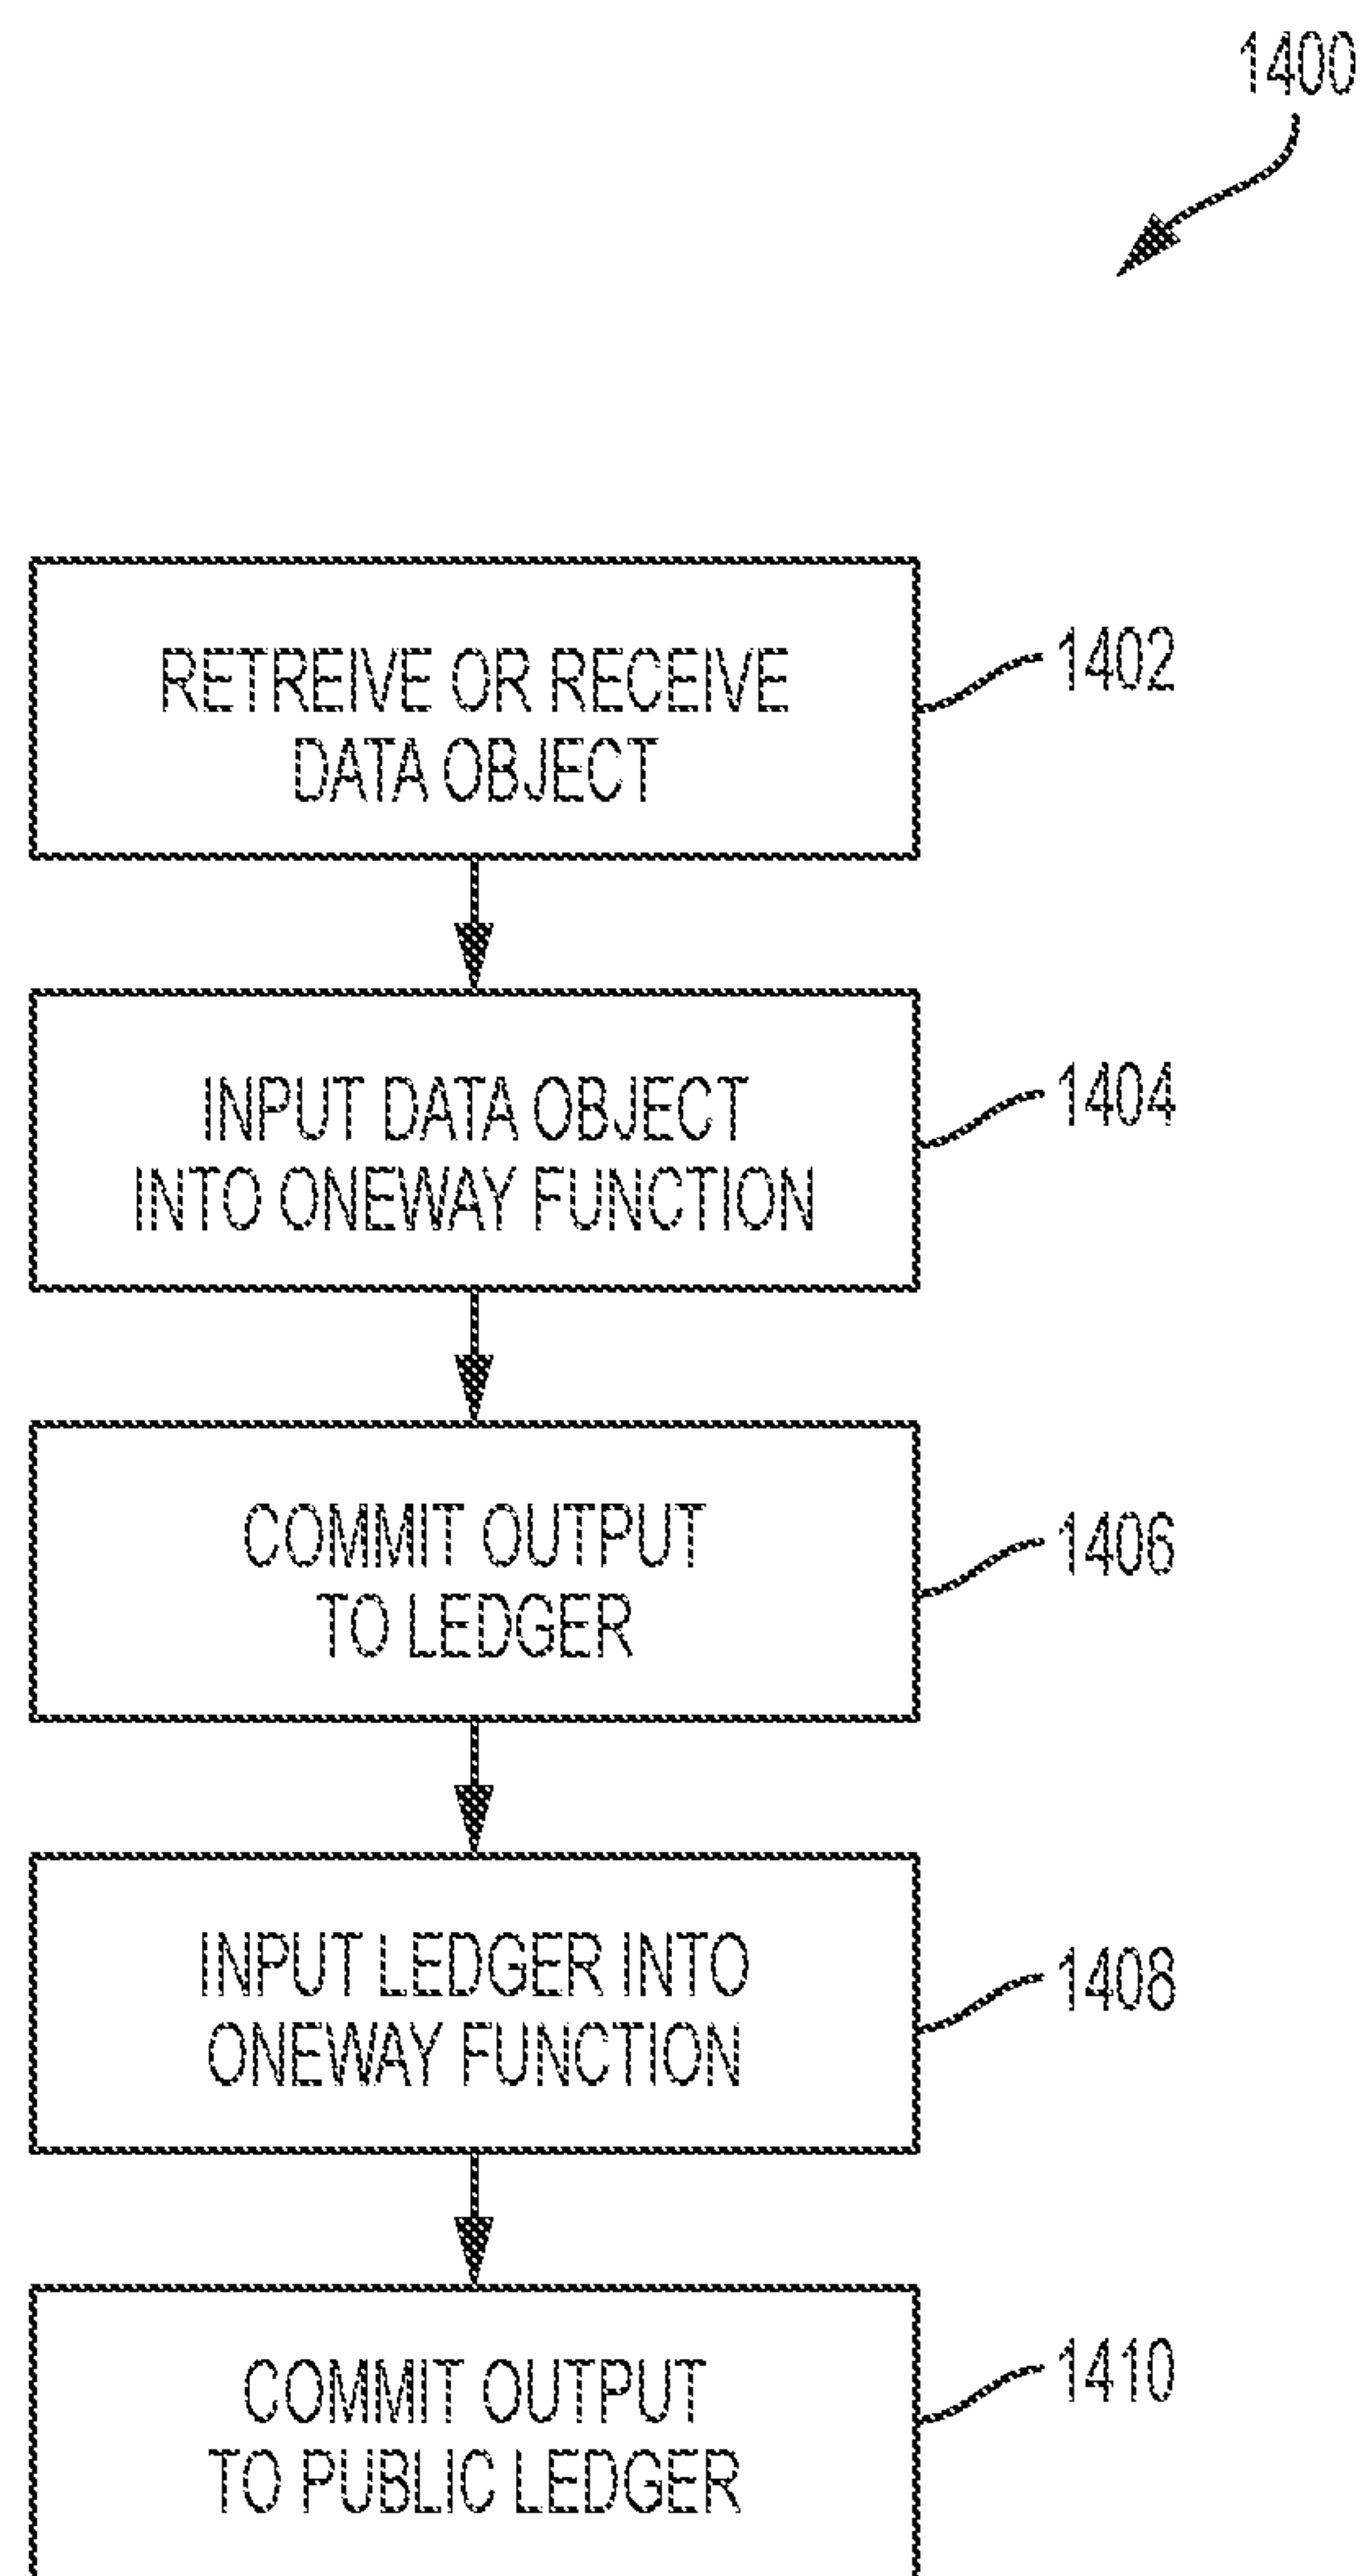 1400
RETREIVE OR RECEIVE
DATA OBJECT
1402
INPUT DATA OBJECT
INTO ONEWAY FUNCTION
1404
COMMIT OUTPUT
TO LEDGER
1406
INPUT LEDGER INTO
ONEWAY FUNCTION
1408
COMMIT OUTPUT
TO PUBLIC LEDGER
1410